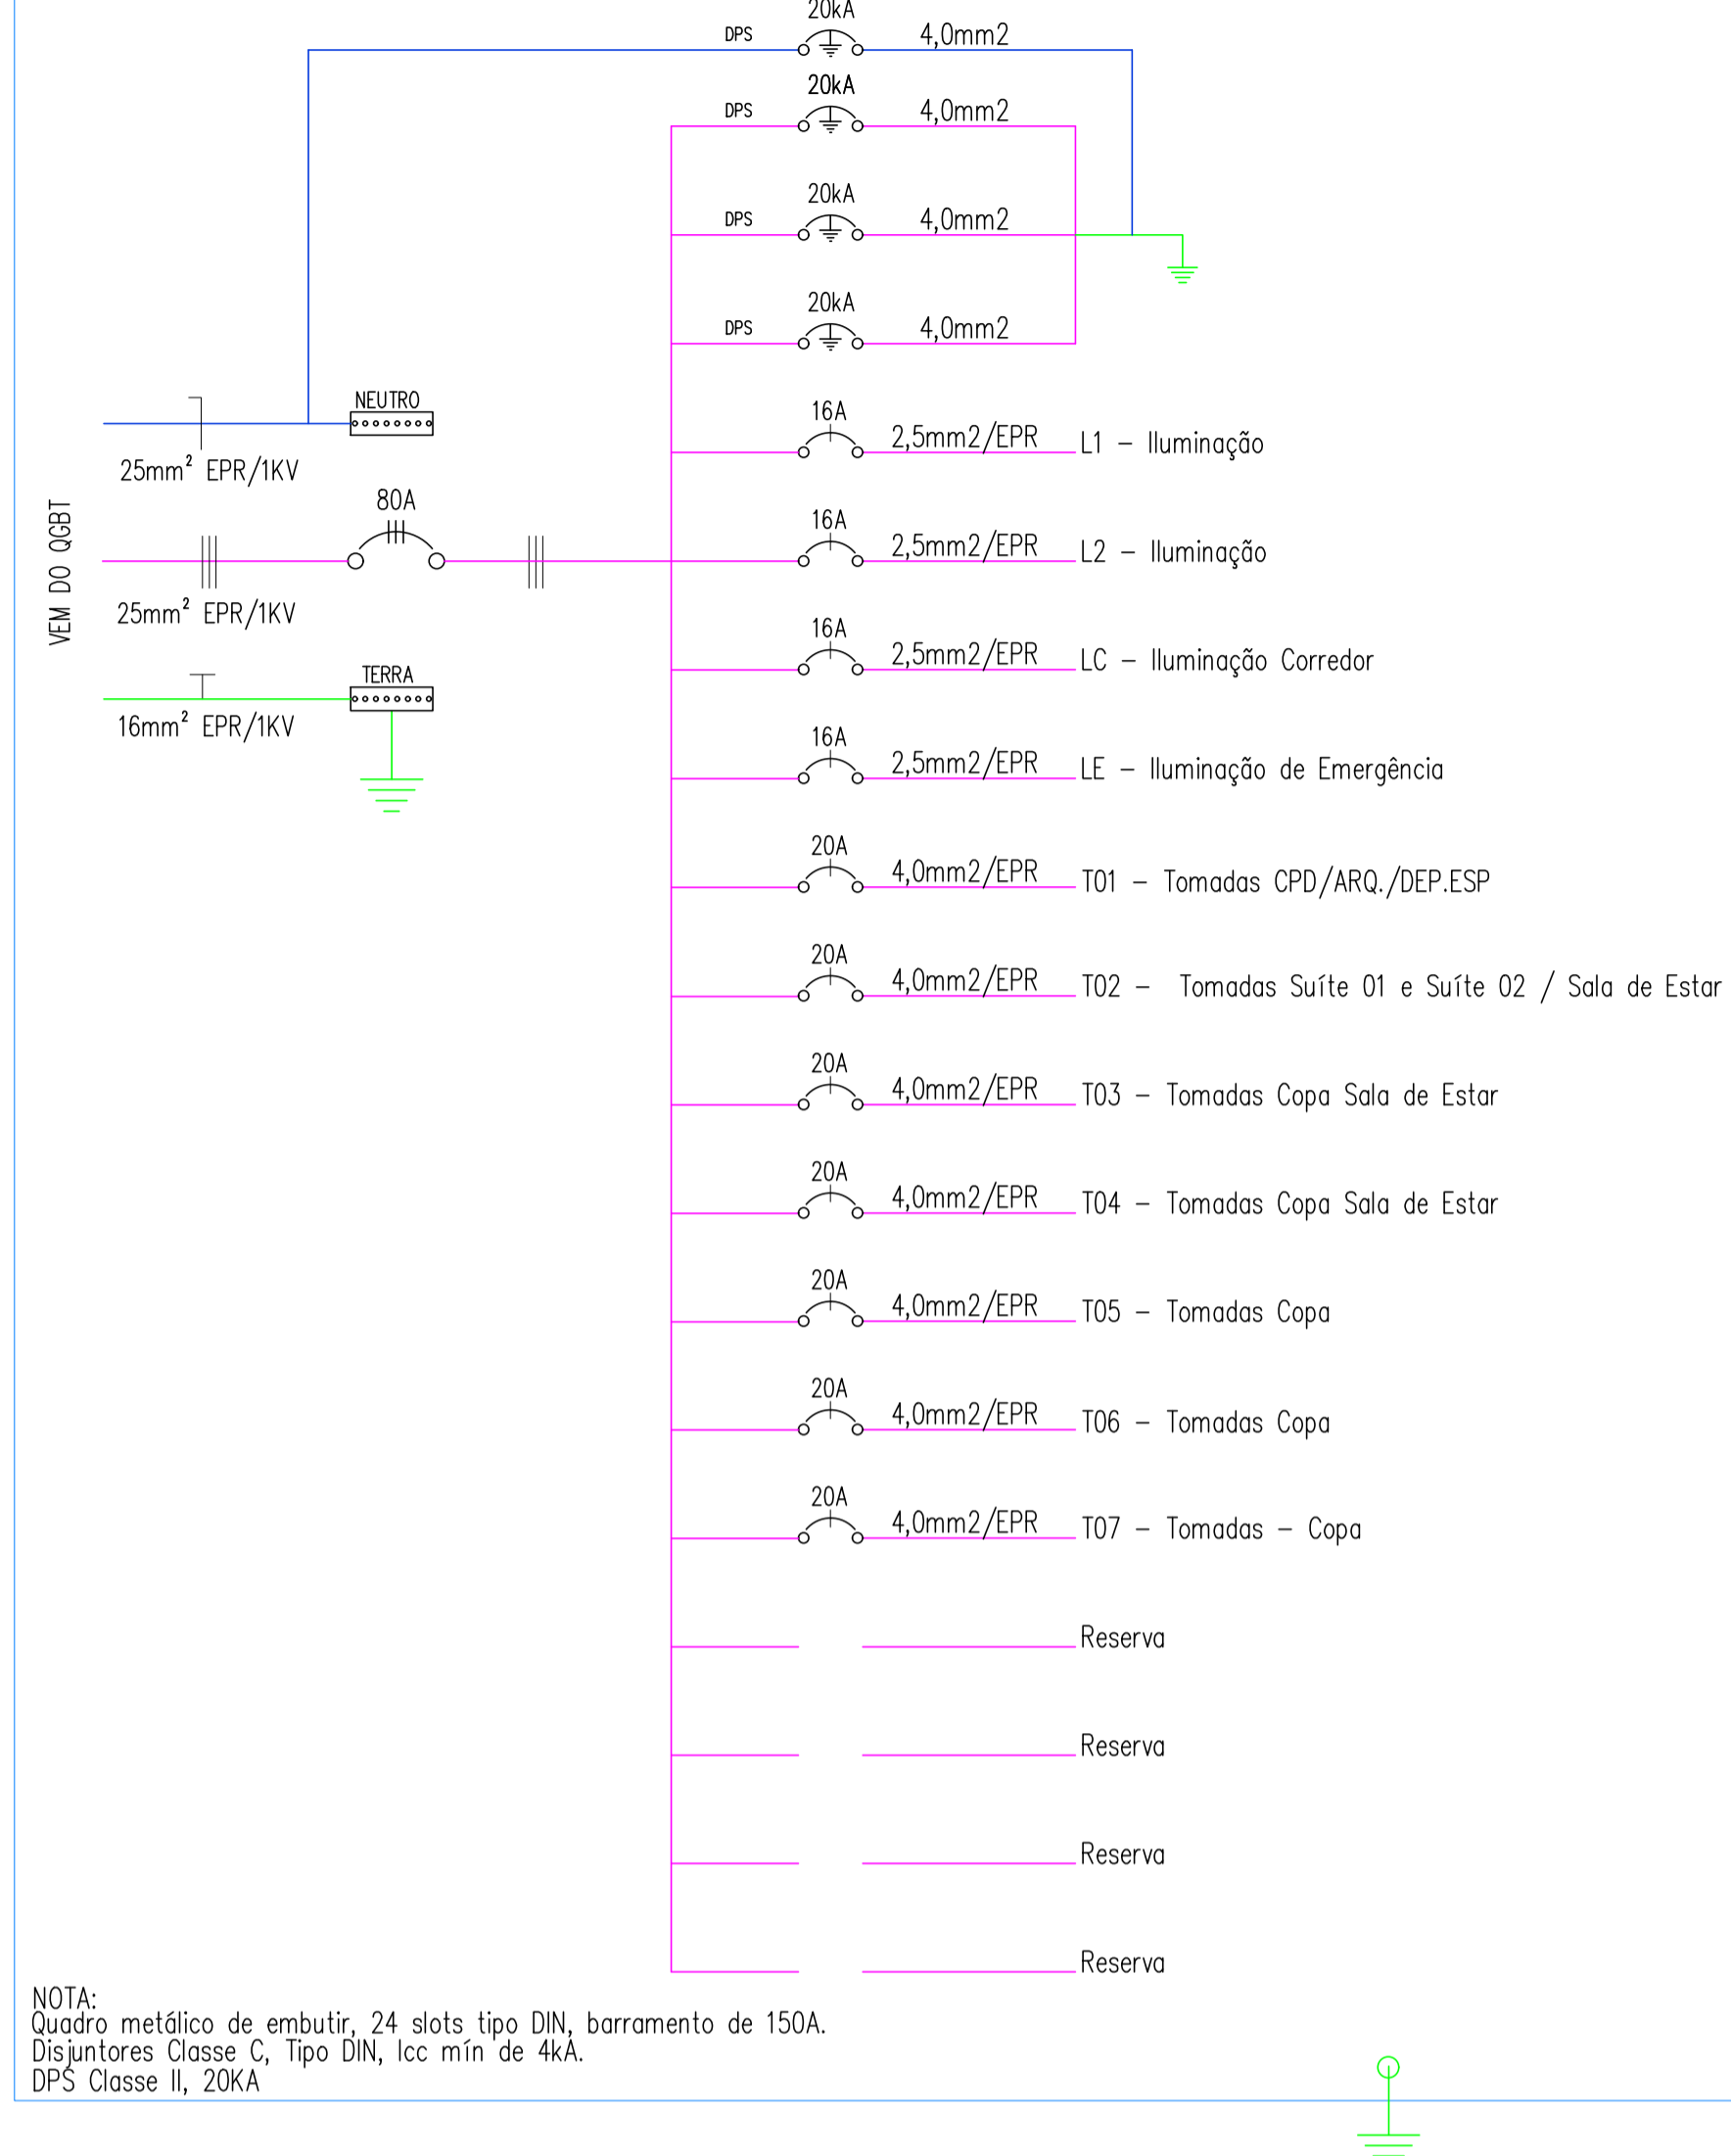 20kA
DPS 4,0mm2
20kA
DPS 4,0mm2
20kA
DPS 4,0mm2
20kA
DPS 4,0mm2
NEUTRO
25mm² EPR/1KV
VEM DO QGBT
80A
25mm² EPR/1KV
TERRA
16mm² EPR/1KV
16A
2,5mm2/EPR L1 – Iluminação
16A
2,5mm2/EPR L2 – Iluminação
16A
2,5mm2/EPR LC – Iluminação Corredor
16A
2,5mm2/EPR LE – Iluminação de Emergência
20A
4,0mm2/EPR T01 – Tomadas CPD/ARQ./DEP.ESP
20A
4,0mm2/EPR T02 – Tomadas Suíte 01 e Suíte 02 / Sala de Estar
20A
4,0mm2/EPR T03 – Tomadas Copa Sala de Estar
20A
4,0mm2/EPR T04 – Tomadas Copa Sala de Estar
20A
4,0mm2/EPR T05 – Tomadas Copa
20A
4,0mm2/EPR T06 – Tomadas Copa
20A
4,0mm2/EPR T07 – Tomadas – Copa
Reserva
Reserva
Reserva
Reserva
NOTA:
Quadro metálico de embutir, 24 slots tipo DIN, barramento de 150A.
Disjuntores Classe C, Tipo DIN, Icc mín de 4kA.
DPS Classe II, 20KA